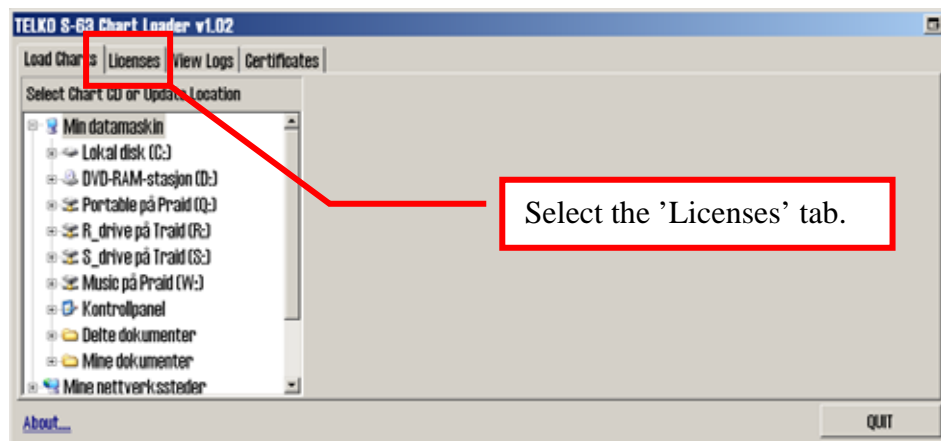 TELKO S-63 Chart Loader v1.02
Load Charts Licenses View Logs Certificates
Select Chart CD or Update Location
Min datamaskin
Lokal disk (C:)
DVD-RAM-stasjon (D:)
Portable på Praid (Q:)
R_drive på Traid (R:)
S_drive på Traid (S:)
Music på Praid (W:)
Kontrollpanel
Delte dokumenter
Mine dokumenter
Mine nettverkssteder
Select the ’Licenses’ tab.
About...
QUIT